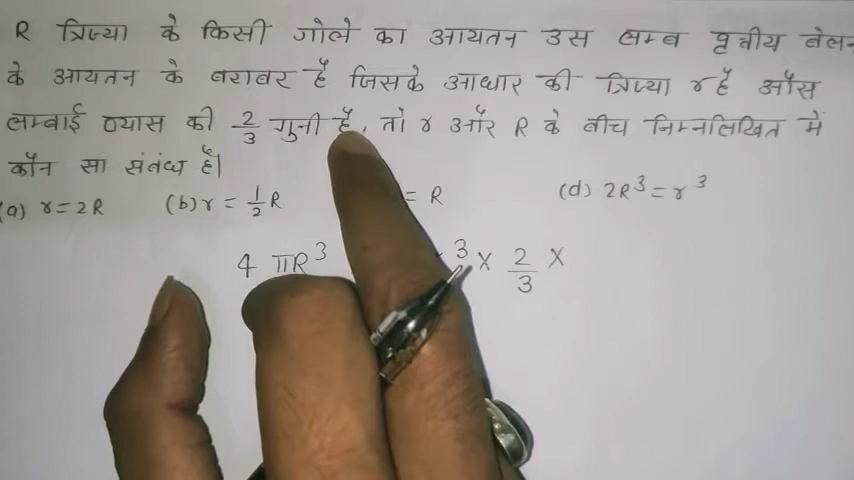 R त्रिज्या के किसी गोले का आयतन उस लम्ब वृत्तीय बेलन
के आयतन के बराबर है जिसके आधार की त्रिज्या r है और
लम्बाई व्यास की 2/3 गुनी है, तो r और R के बीच निम्नलिखित में
कौन सा संबंध है।
(a) r = 2R (b) r = 1/2 R = R (d) 2R³ = r³
4 πR³ ³ × 2/3 ×